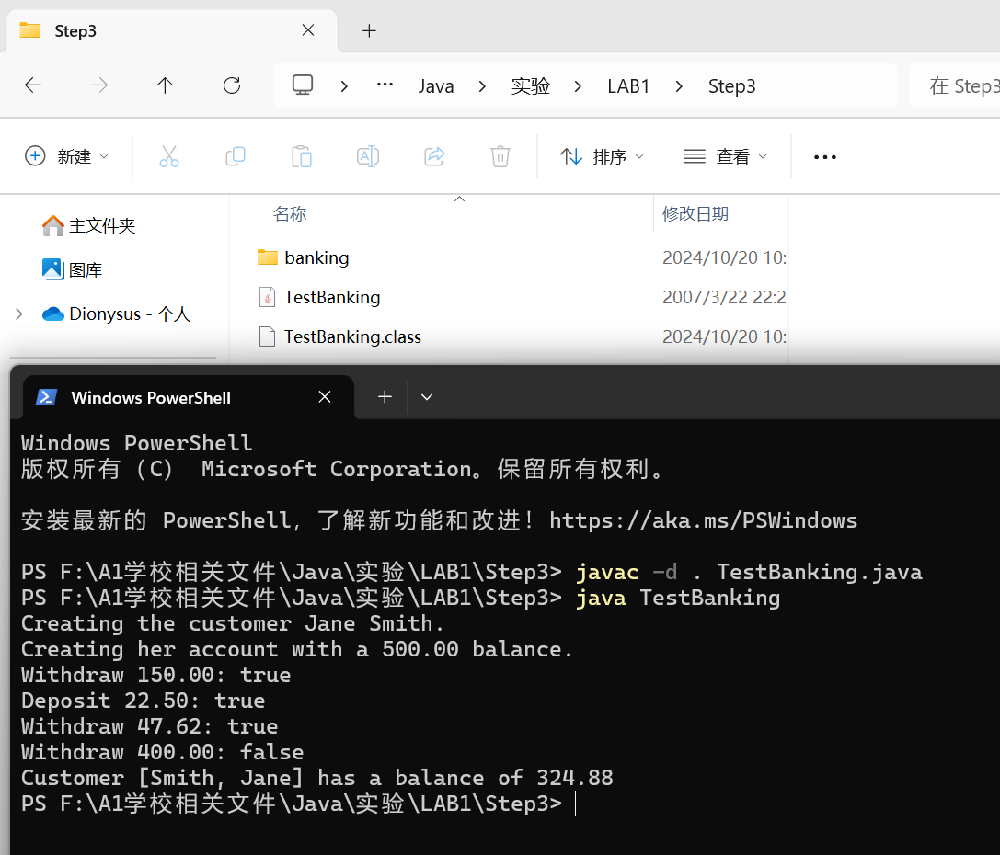 Step3
Java 实验 LAB1 Step3 在 Step3
新建 排序 查看
名称 修改日期
主文件夹
banking 2024/10/20 10:
图库
TestBanking 2007/3/22 22:2
Dionysus - 个人
TestBanking.class 2024/10/20 10:
Windows PowerShell
Windows PowerShell
版权所有 (C) Microsoft Corporation。保留所有权利。
安装最新的 PowerShell，了解新功能和改进！https://aka.ms/PSWindows
PS F:\A1学校相关文件\Java\实验\LAB1\Step3> javac -d . TestBanking.java
PS F:\A1学校相关文件\Java\实验\LAB1\Step3> java TestBanking
Creating the customer Jane Smith.
Creating her account with a 500.00 balance.
Withdraw 150.00: true
Deposit 22.50: true
Withdraw 47.62: true
Withdraw 400.00: false
Customer [Smith, Jane] has a balance of 324.88
PS F:\A1学校相关文件\Java\实验\LAB1\Step3>